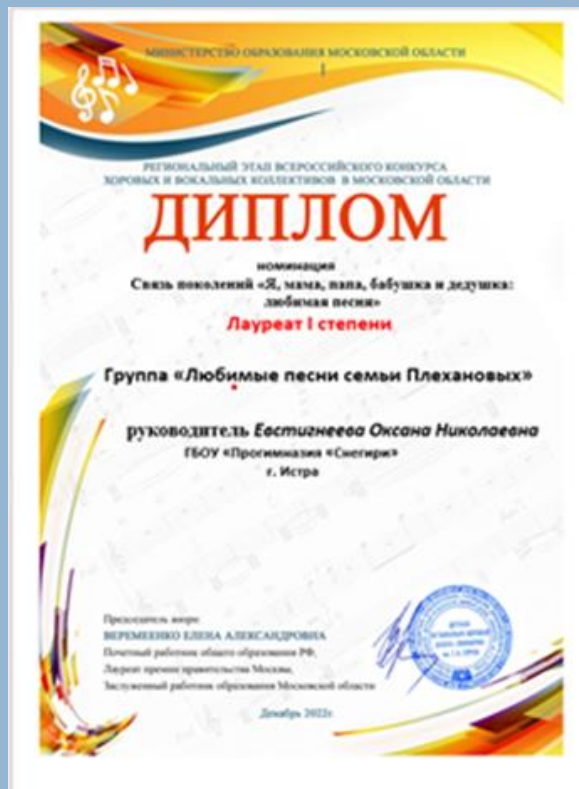 МИНИСТЕРСТВО ОБРАЗОВАНИЯ МОСКОВСКОЙ ОБЛАСТИ
РЕГИОНАЛЬНЫЙ ЭТАП ВСЕРОССИЙСКОГО КОНКУРСА
ХОРОВЫХ И ВОКАЛЬНЫХ КОЛЛЕКТИВОВ В МОСКОВСКОЙ ОБЛАСТИ
ДИПЛОМ
номинация
Связь поколений «Я, мама, папа, бабушка и дедушка:
любимая песня»
Лауреат I степени
Группа «Любимые песни семьи Плехановых»
руководитель Евстигнеева Оксана Николаевна
ГБОУ «Прогимназия «Снегири»
г. Истра
Председатель жюри:
ВЕРЕМЕЕНКО ЕЛЕНА АЛЕКСАНДРОВНА
Почетный работник общего образования РФ,
Лауреат премии правительства Москвы,
Заслуженный работник образования Московской области
Декабрь 2022г.